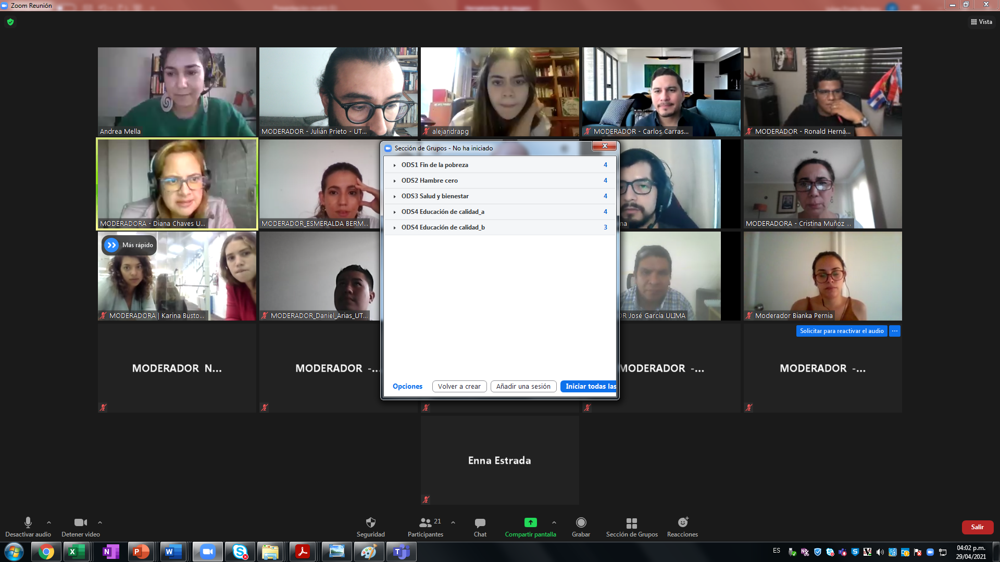 Zoom Reunión
Vista
Andrea Mella
MODERADOR - Julián Prieto - UT...
alejandrapg
MODERADOR - Carlos Carras...
MODERADOR - Ronald Herná...
MODERADORA - Diana Chaves U...
MODERADOR_ESMERALDA BERM...
na
MODERADORA - Cristina Muñoz ...
Sección de Grupos - No ha iniciado
ODS1 Fin de la pobreza 4
ODS2 Hambre cero 4
ODS3 Salud y bienestar 4
ODS4 Educación de calidad_a 4
ODS4 Educación de calidad_b 3
Opciones
Volver a crear
Añadir una sesión
Iniciar todas las
Más rápido
MODERADORA | Karina Busto...
MODERADOR_Daniel_Arias_UT...
R José García ULIMA
Moderador Bianka Pernia
Solicitar para reactivar el audio ...
MODERADOR N...
MODERADOR -...
MODERADOR -...
MODERADOR -...
Enna Estrada
Desactivar audio
Detener video
Seguridad
21
Participantes
Chat
Compartir pantalla
Grabar
Sección de Grupos
Reacciones
Salir
ES
04:02 p.m.
29/04/2021